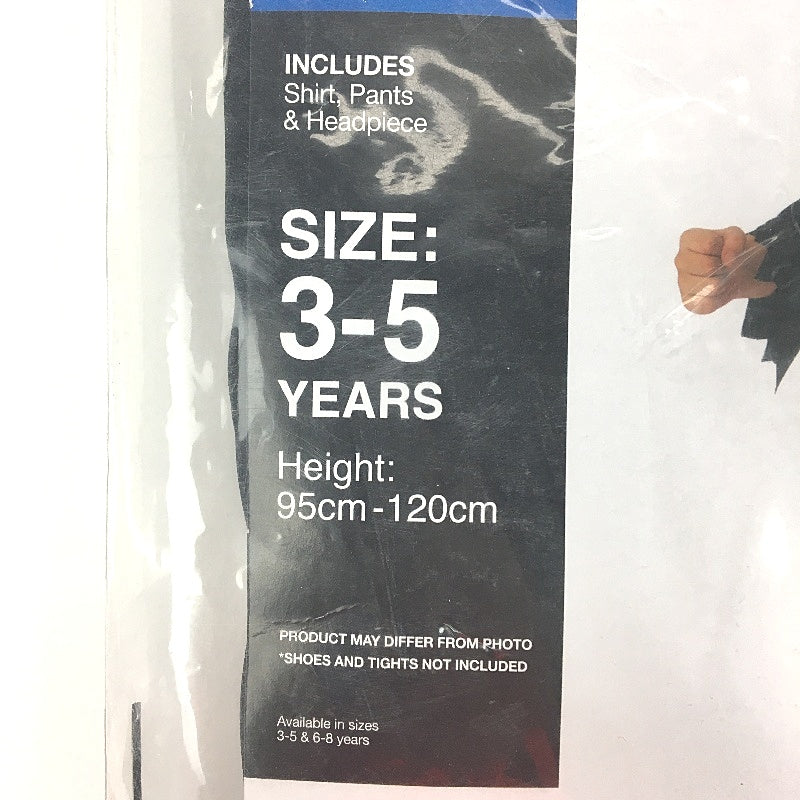 INCLUDES
Shirt, Pants
& Headpiece
SIZE:
3-5
YEARS
Height:
95cm-120cm
PRODUCT MAY DIFFER FROM PHOTO
*SHOES AND TIGHTS NOT INCLUDED
Available in sizes
3-5 & 6-8 years